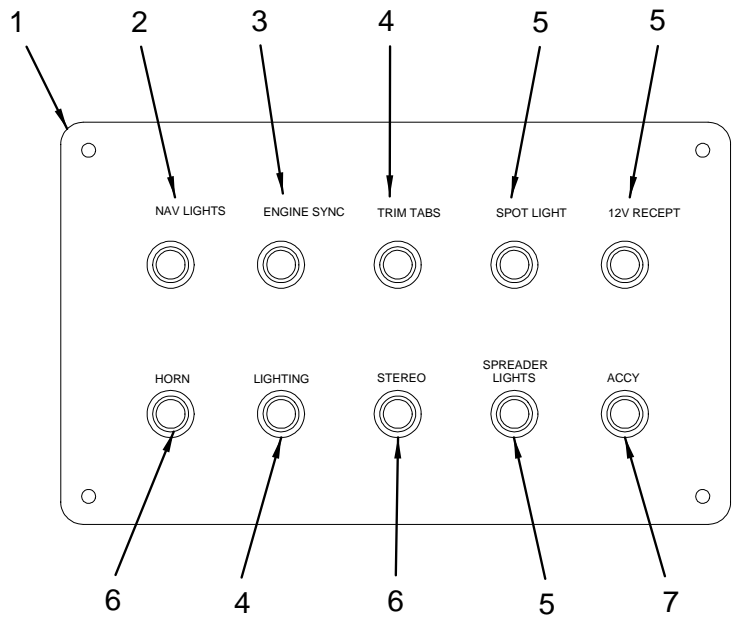 1 2 3 4 5 5
NAV LIGHTS ENGINE SYNC TRIM TABS SPOT LIGHT 12V RECEPT
HORN LIGHTING STEREO SPREADER LIGHTS ACCY
6 4 6 5 7